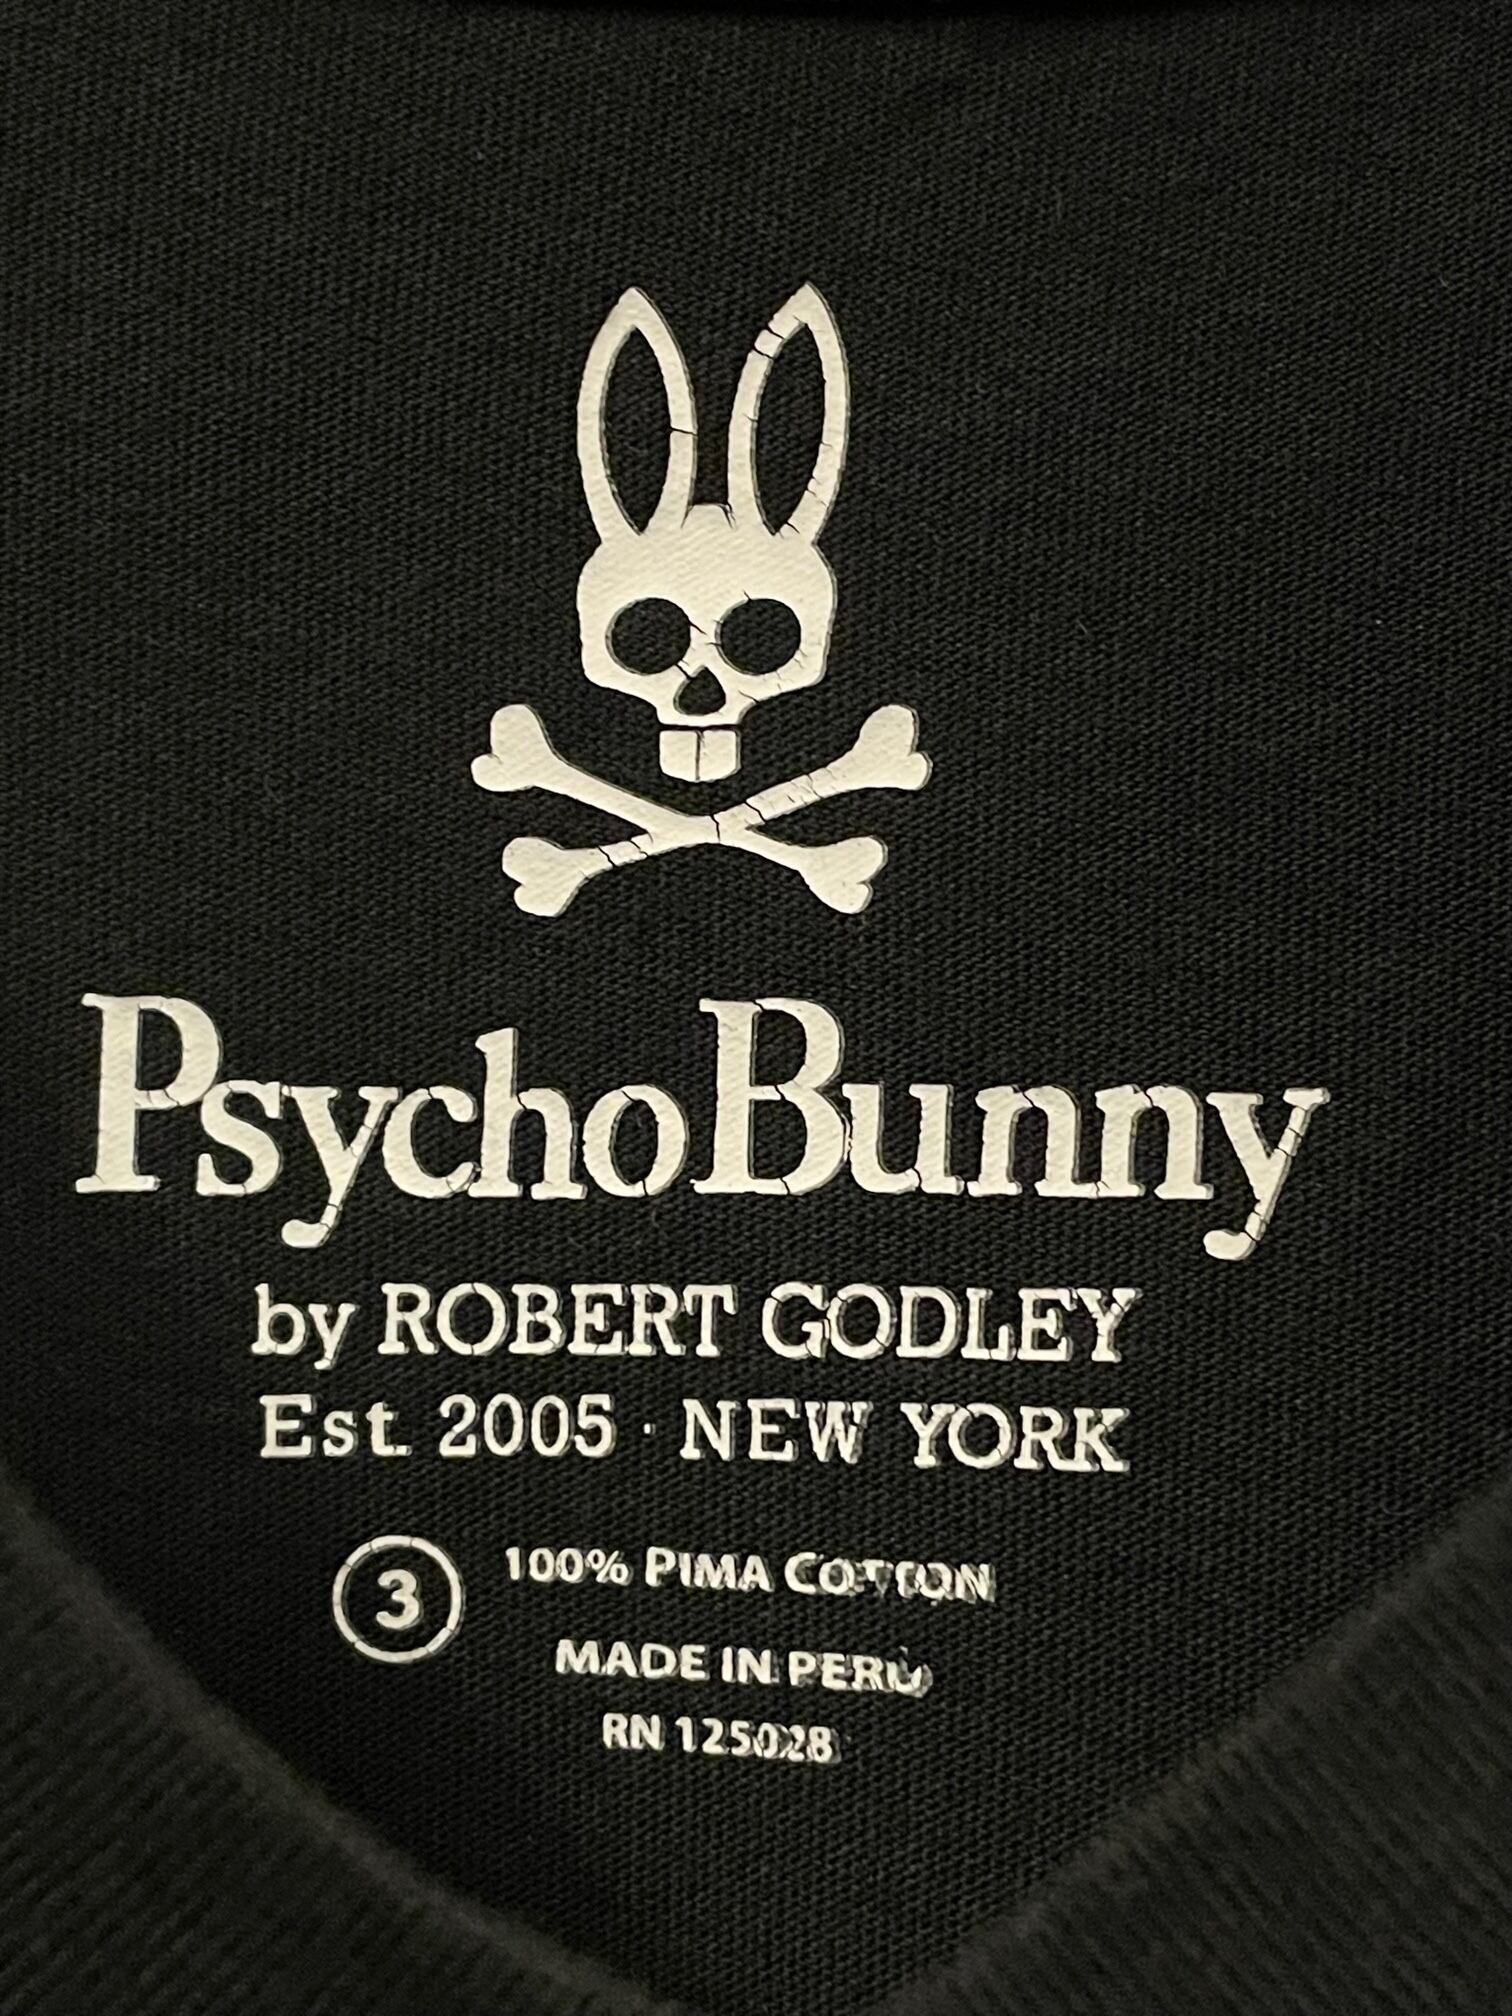 PsychoBunny
by ROBERT GODLEY
Est. 2005 · NEW YORK
3 100% PIMA COTTON
MADE IN PERU
RN 125028